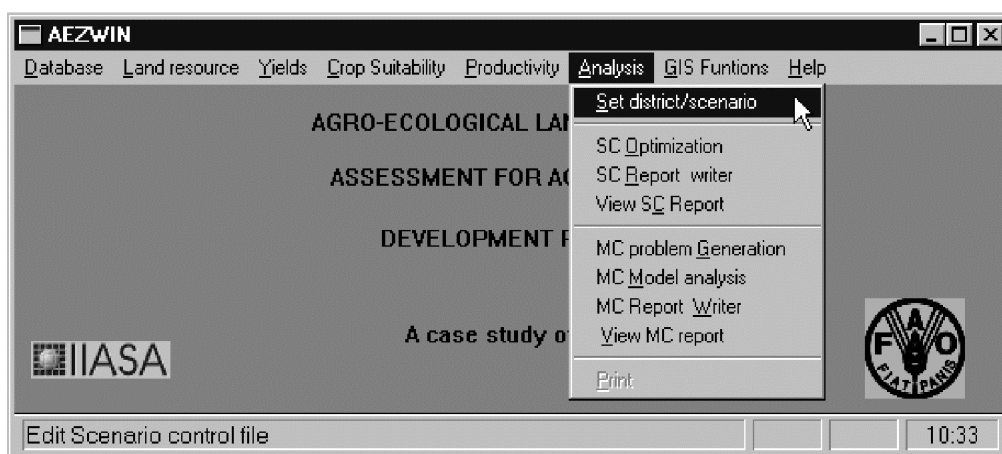 AEZWIN
Database Land resource Yields Crop Suitability Productivity Analysis GIS Funtions Help
Set district/scenario
AGRO-ECOLOGICAL LA
SC Optimization
ASSESSMENT FOR A
SC Report writer
View SC Report
DEVELOPMENT
MC problem Generation
MC Model analysis
MC Report Writer
A case study o
View MC report
IIASA
FAO
FIAT PANIS
Print
Edit Scenario control file
10:33